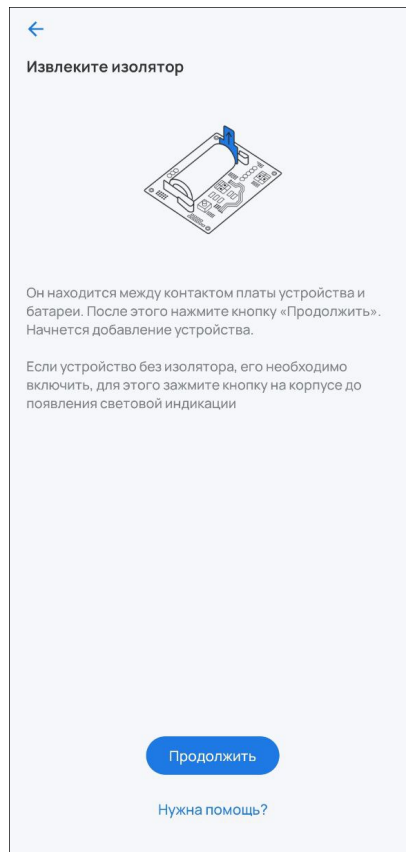 Извлеките изолятор
Он находится между контактом платы устройства и
батареи. После этого нажмите кнопку «Продолжить».
Начнется добавление устройства.
Если устройство без изолятора, его необходимо
включить, для этого зажмите кнопку на корпусе до
появления световой индикации
Продолжить
Нужна помощь?